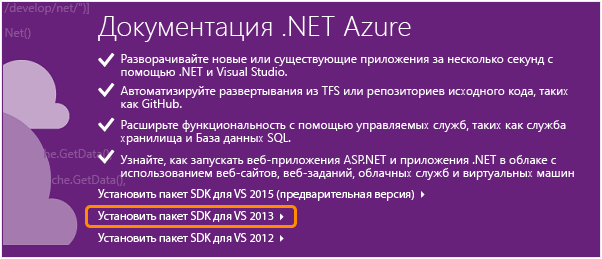 /develop/net/"}]
Документация .NET Azure
Net()
Разворачивайте новые или существующие приложения за несколько секунд с
помощью .NET и Visual Studio.
Автоматизируйте развертывания из TFS или репозиториев исходного кода, таких
как GitHub.
Расширьте функциональность с помощью управляемых служб, таких как служба
хранилища и База данных SQL.
che.GetData()
Узнайте, как запускать веб-приложения ASP.NET и приложения .NET в облаке с
использованием веб-сайтов, веб-заданий, облачных служб и виртуальных машин
che.GetData();
Установить пакет SDK для VS 2015 (предварительная версия)
Установить пакет SDK для VS 2013
Установить пакет SDK для VS 2012